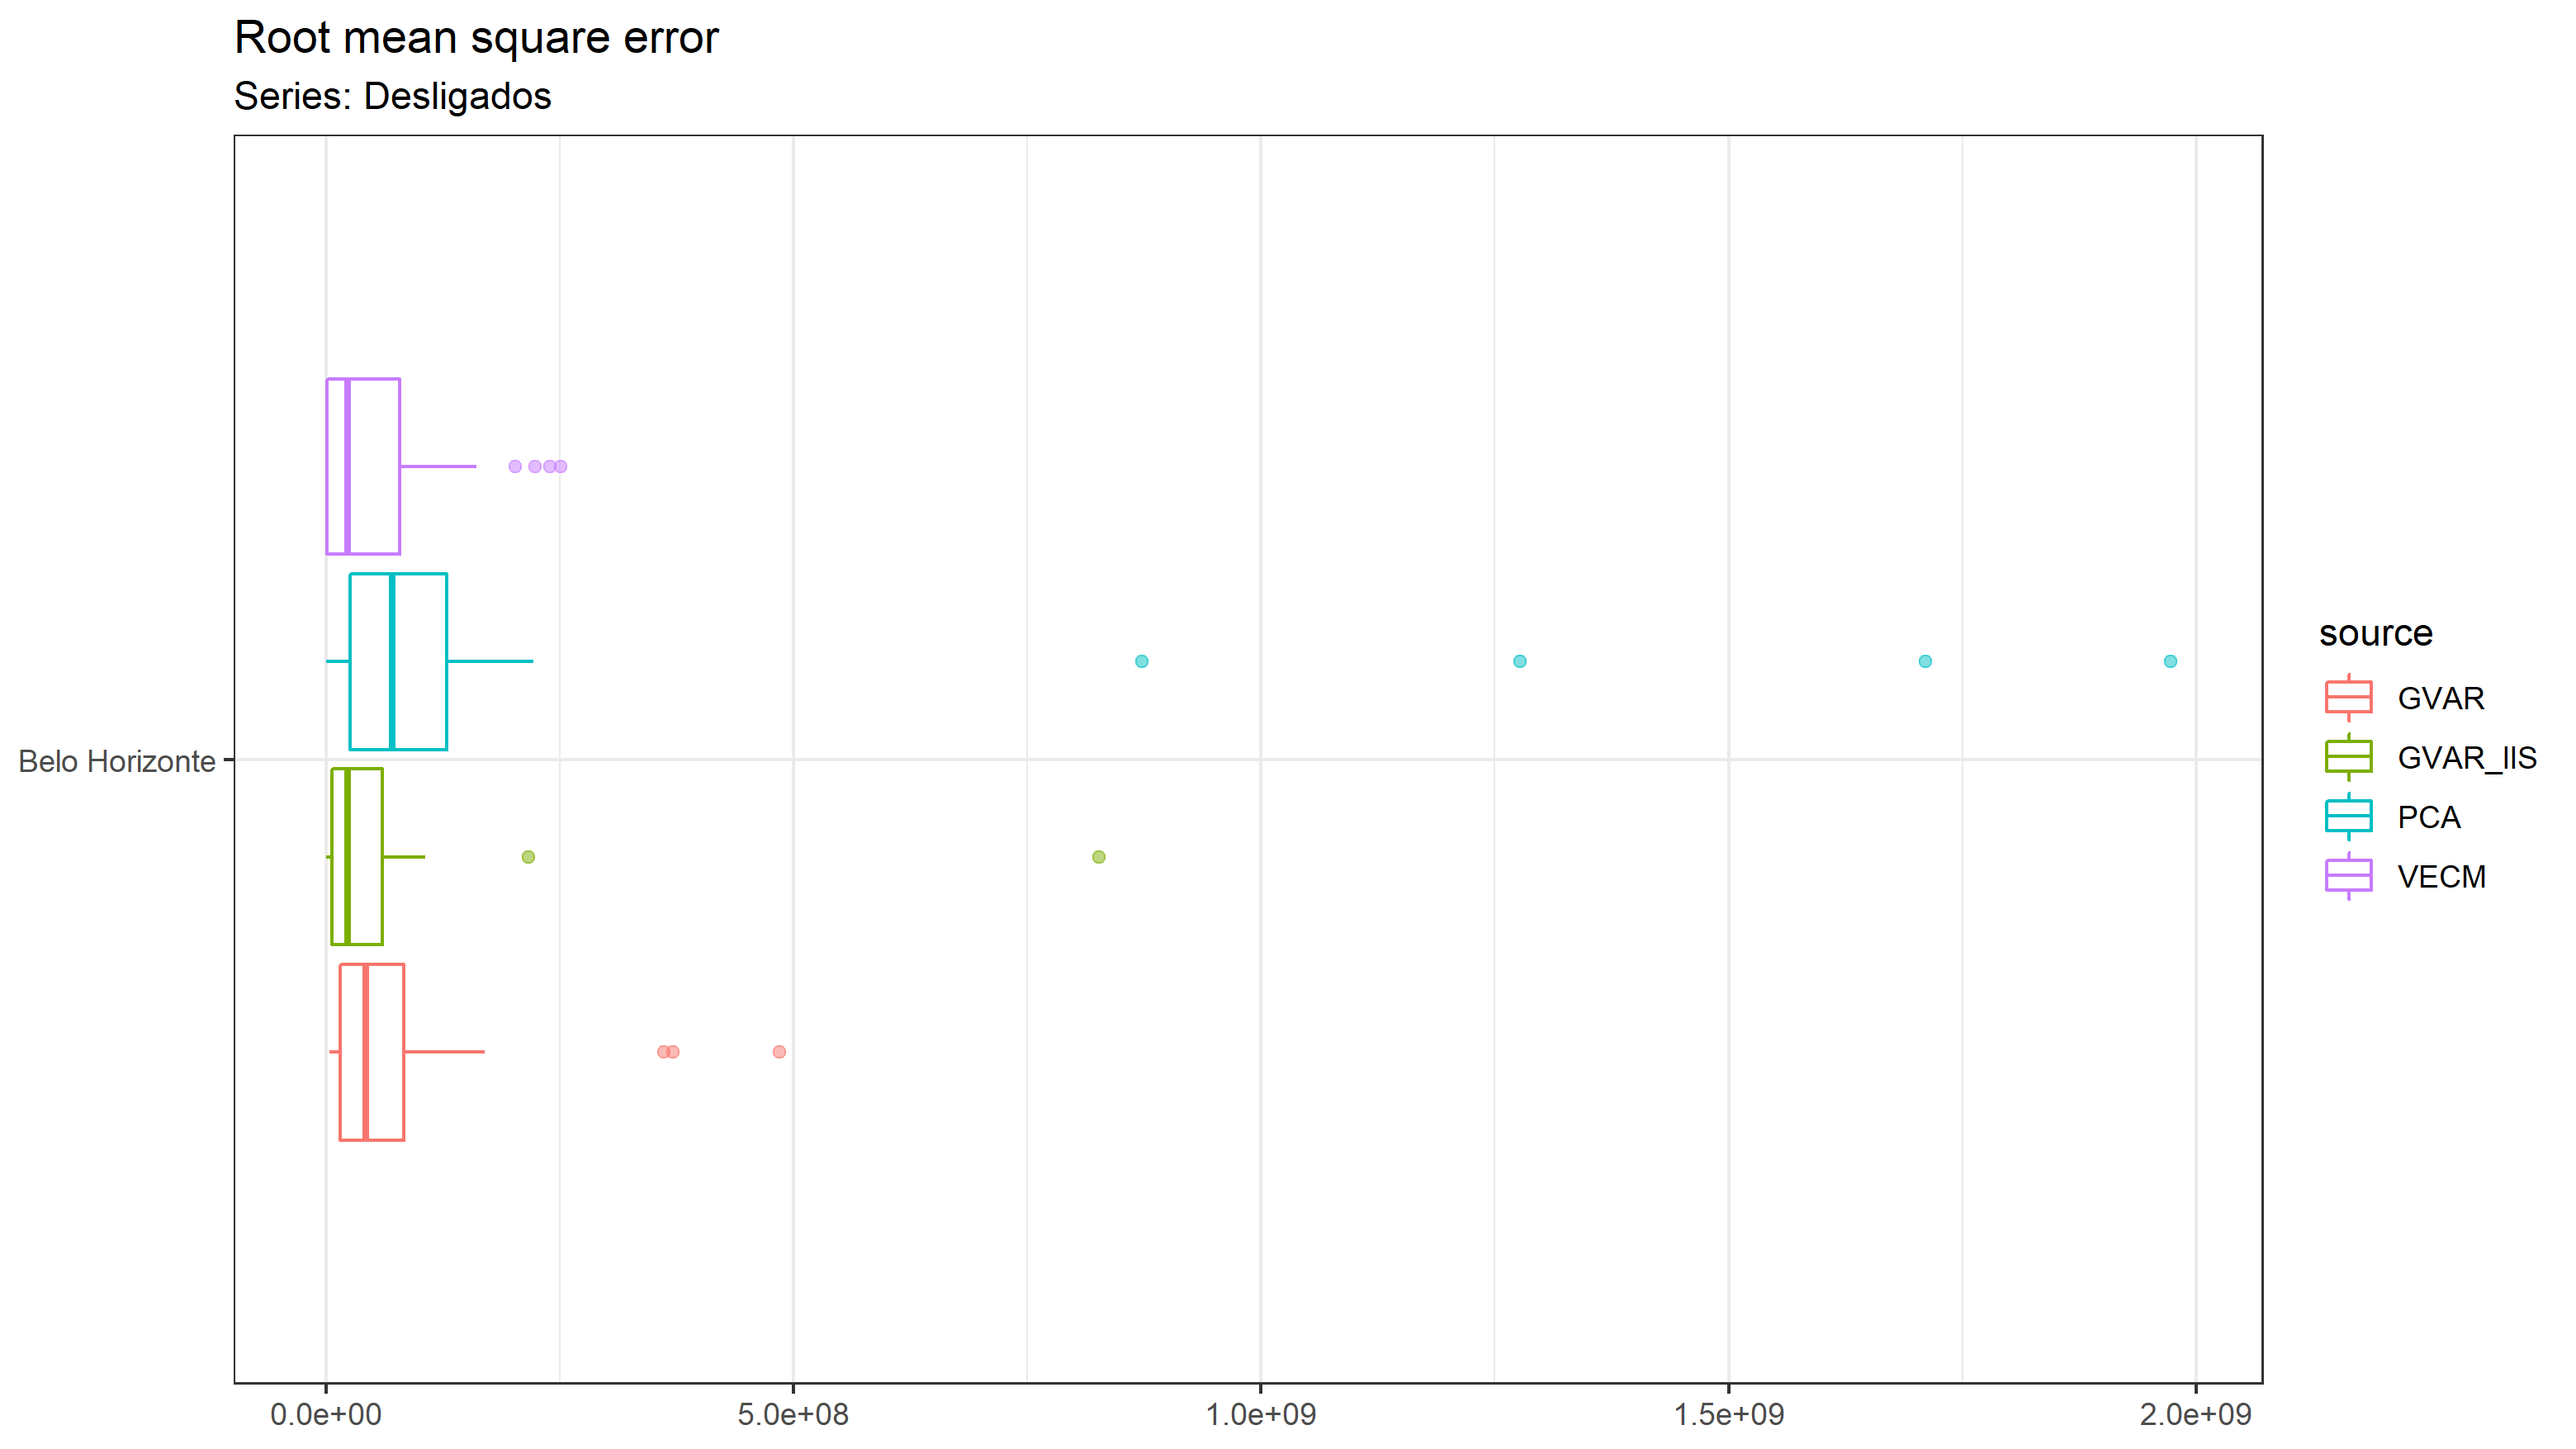 Root mean square error
Series: Desligados
Belo Horizonte
0.0e+00
5.0e+08
1.0e+09
1.5e+09
2.0e+09
source
GVAR
GVAR_IIS
PCA
VECM